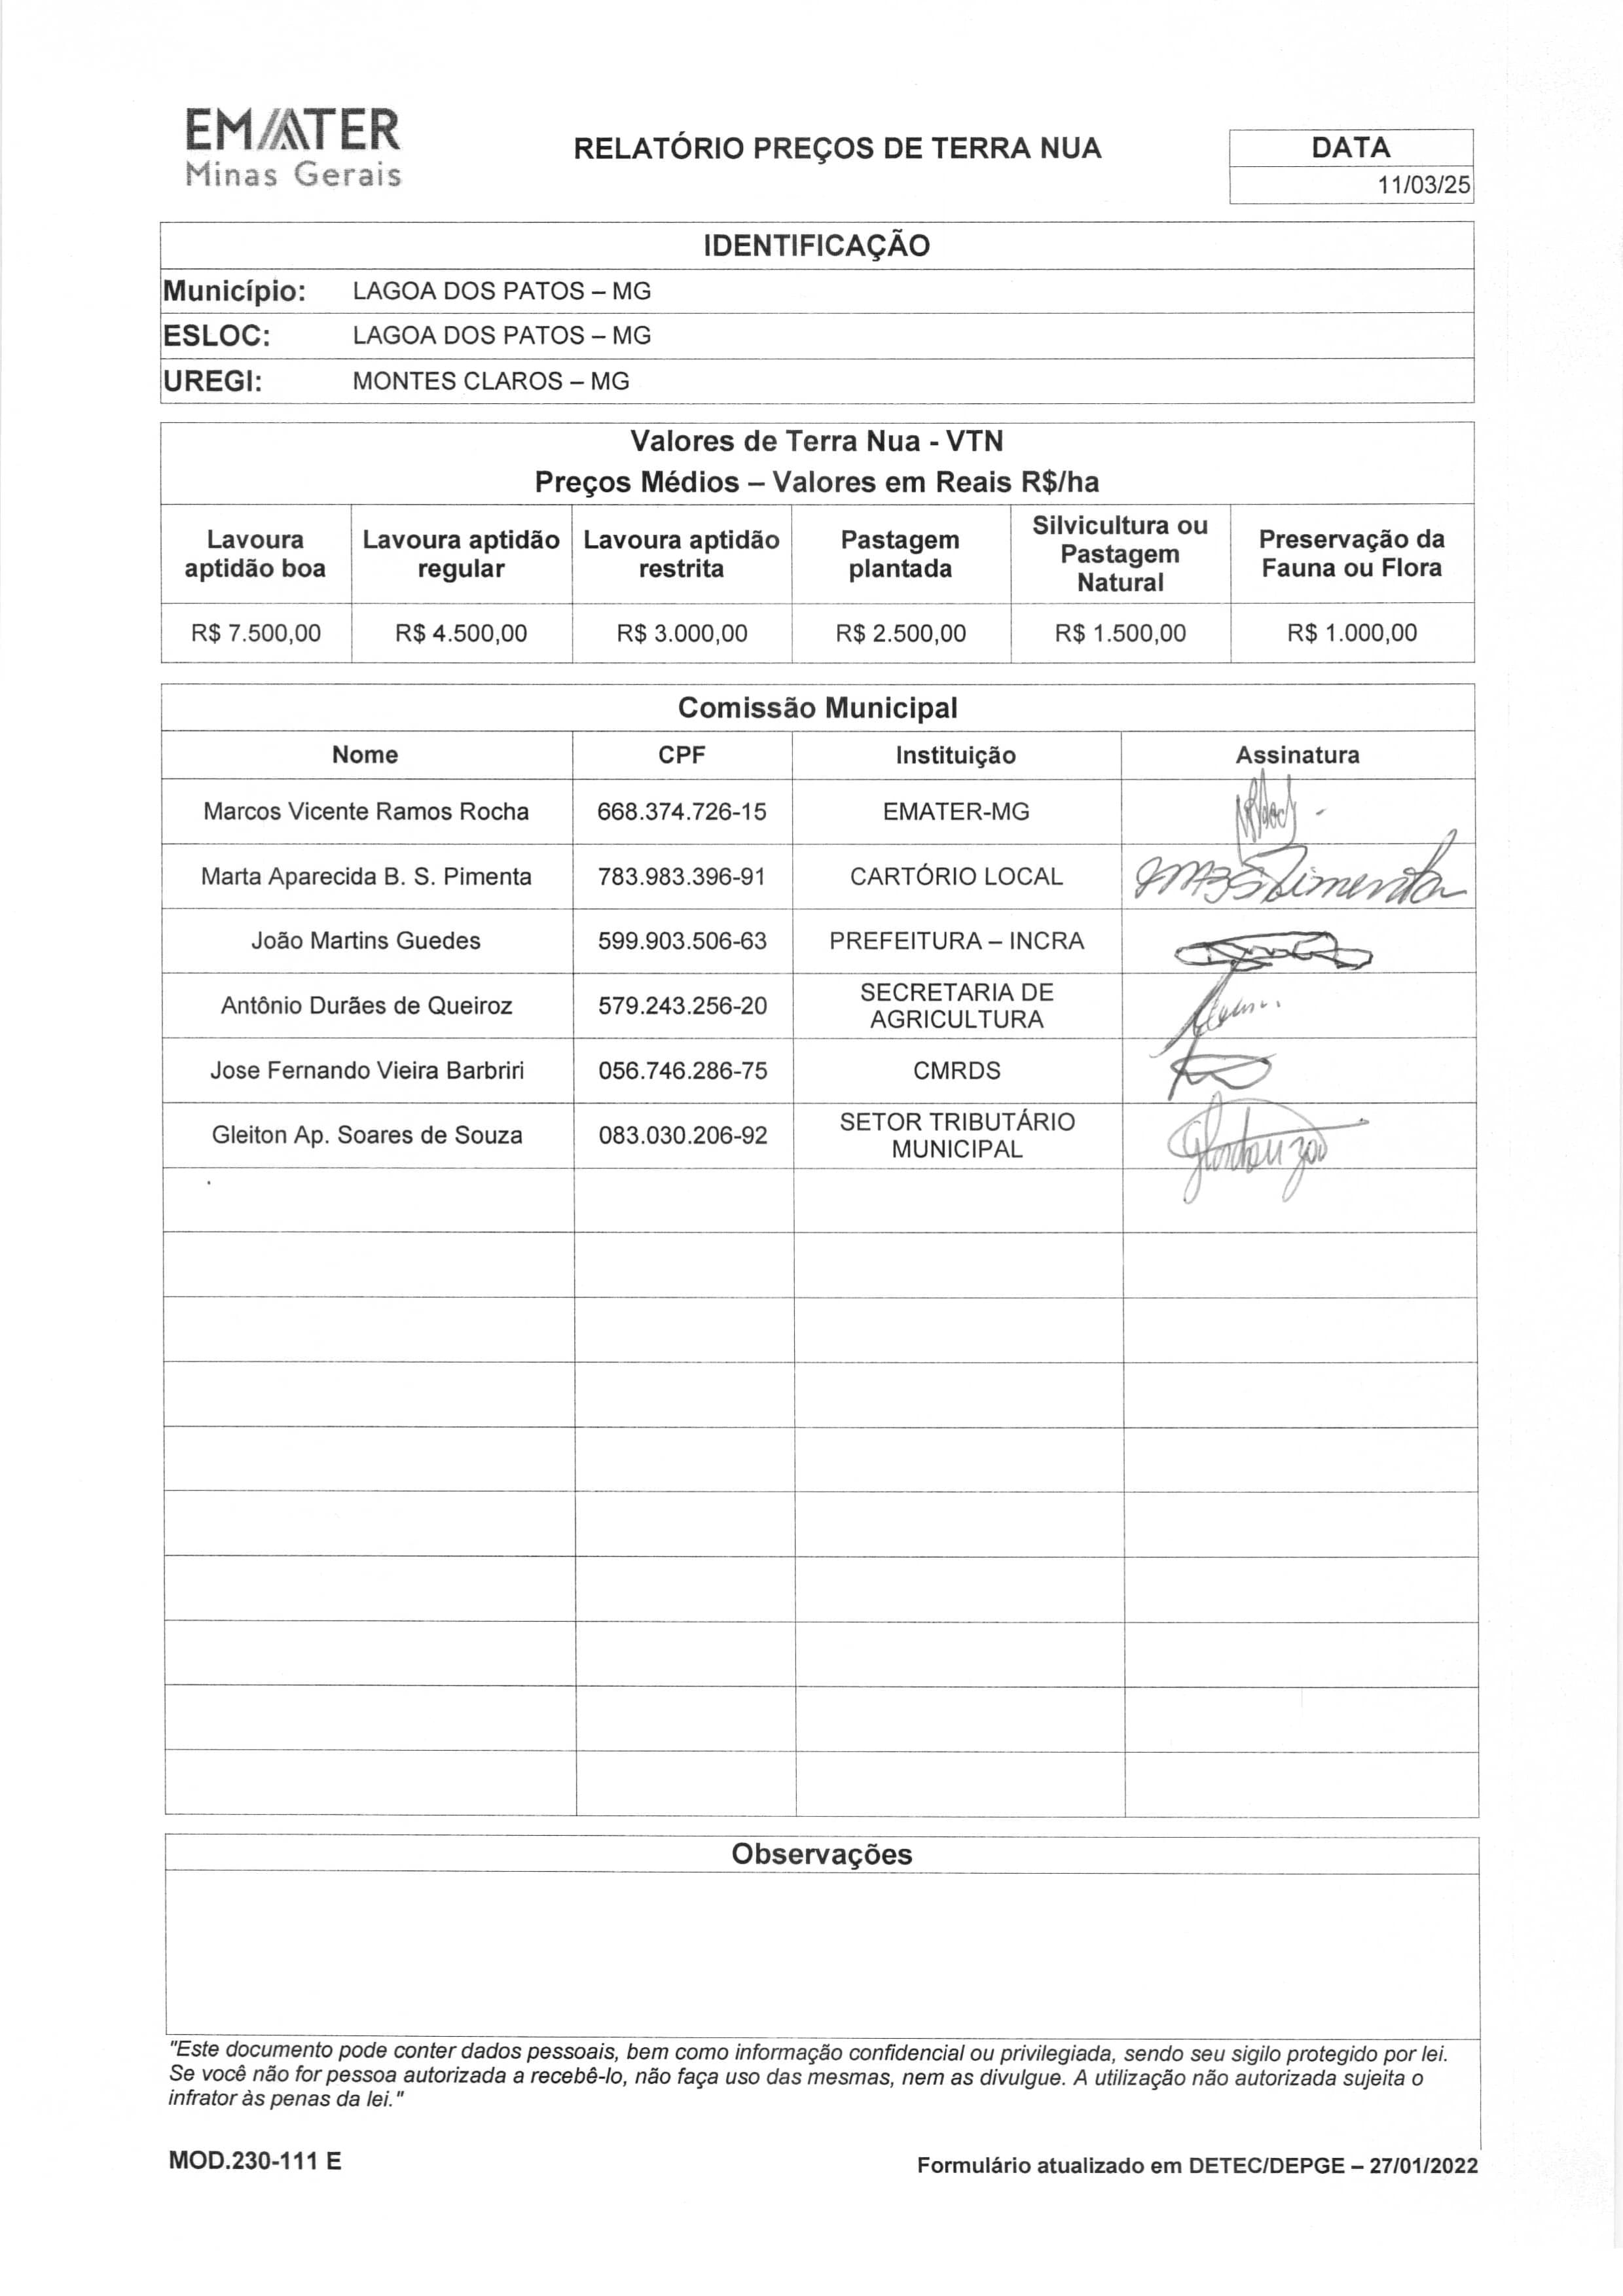 EMATER
Minas Gerais
RELATÓRIO PREÇOS DE TERRA NUA
DATA
11/03/25
IDENTIFICAÇÃO
Município: LAGOA DOS PATOS – MG
ESLOC: LAGOA DOS PATOS – MG
UREGI: MONTES CLAROS – MG
Valores de Terra Nua - VTN
Preços Médios – Valores em Reais R$/ha
Lavoura
aptidão boa
Lavoura aptidão
regular
Lavoura aptidão
restrita
Pastagem
plantada
Silvicultura ou
Pastagem
Natural
Preservação da
Fauna ou Flora
R$ 7.500,00 R$ 4.500,00 R$ 3.000,00 R$ 2.500,00 R$ 1.500,00 R$ 1.000,00
Comissão Municipal
Nome CPF Instituição Assinatura
Marcos Vicente Ramos Rocha 668.374.726-15 EMATER-MG
Marta Aparecida B. S. Pimenta 783.983.396-91 CARTÓRIO LOCAL
João Martins Guedes 599.903.506-63 PREFEITURA – INCRA
Antônio Durães de Queiroz 579.243.256-20 SECRETARIA DE
AGRICULTURA
Jose Fernando Vieira Barbriri 056.746.286-75 CMRDS
Gleiton Ap. Soares de Souza 083.030.206-92 SETOR TRIBUTÁRIO
MUNICIPAL
Observações
"Este documento pode conter dados pessoais, bem como informação confidencial ou privilegiada, sendo seu sigilo protegido por lei.
Se você não for pessoa autorizada a recebê-lo, não faça uso das mesmas, nem as divulgue. A utilização não autorizada sujeita o
infrator às penas da lei."
MOD.230-111 E
Formulário atualizado em DETEC/DEPGE – 27/01/2022